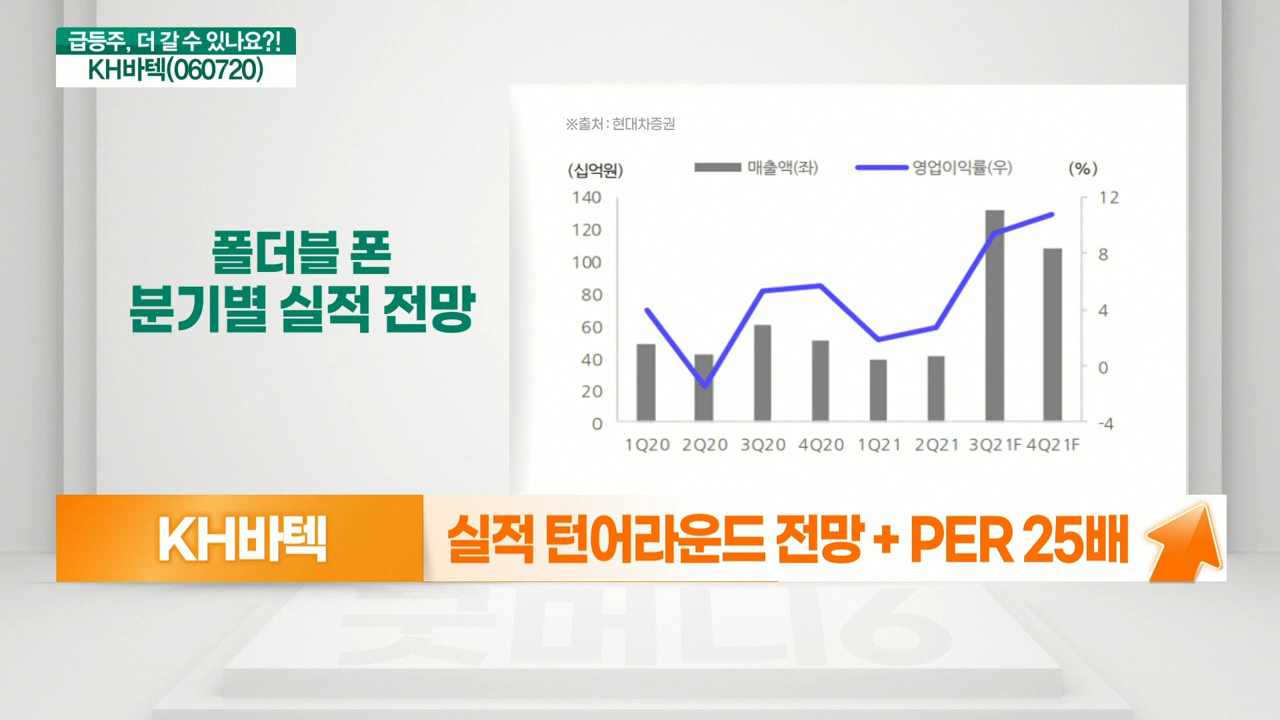 급등주, 더 갈 수 있나요?!
KH바텍(060720)
※출처 : 현대차증권
(십억원)
매출액(좌)
영업이익률(우)
(%)
140
120
100
80
60
40
20
0
12
8
4
0
-4
1Q20 2Q20 3Q20 4Q20 1Q21 2Q21 3Q21F 4Q21F
폴더블 폰
분기별 실적 전망
KH바텍
실적 턴어라운드 전망 + PER 25배
굿머니6